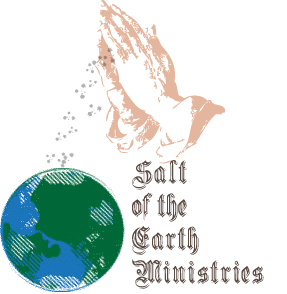 Salt
of the
Earth
Ministries